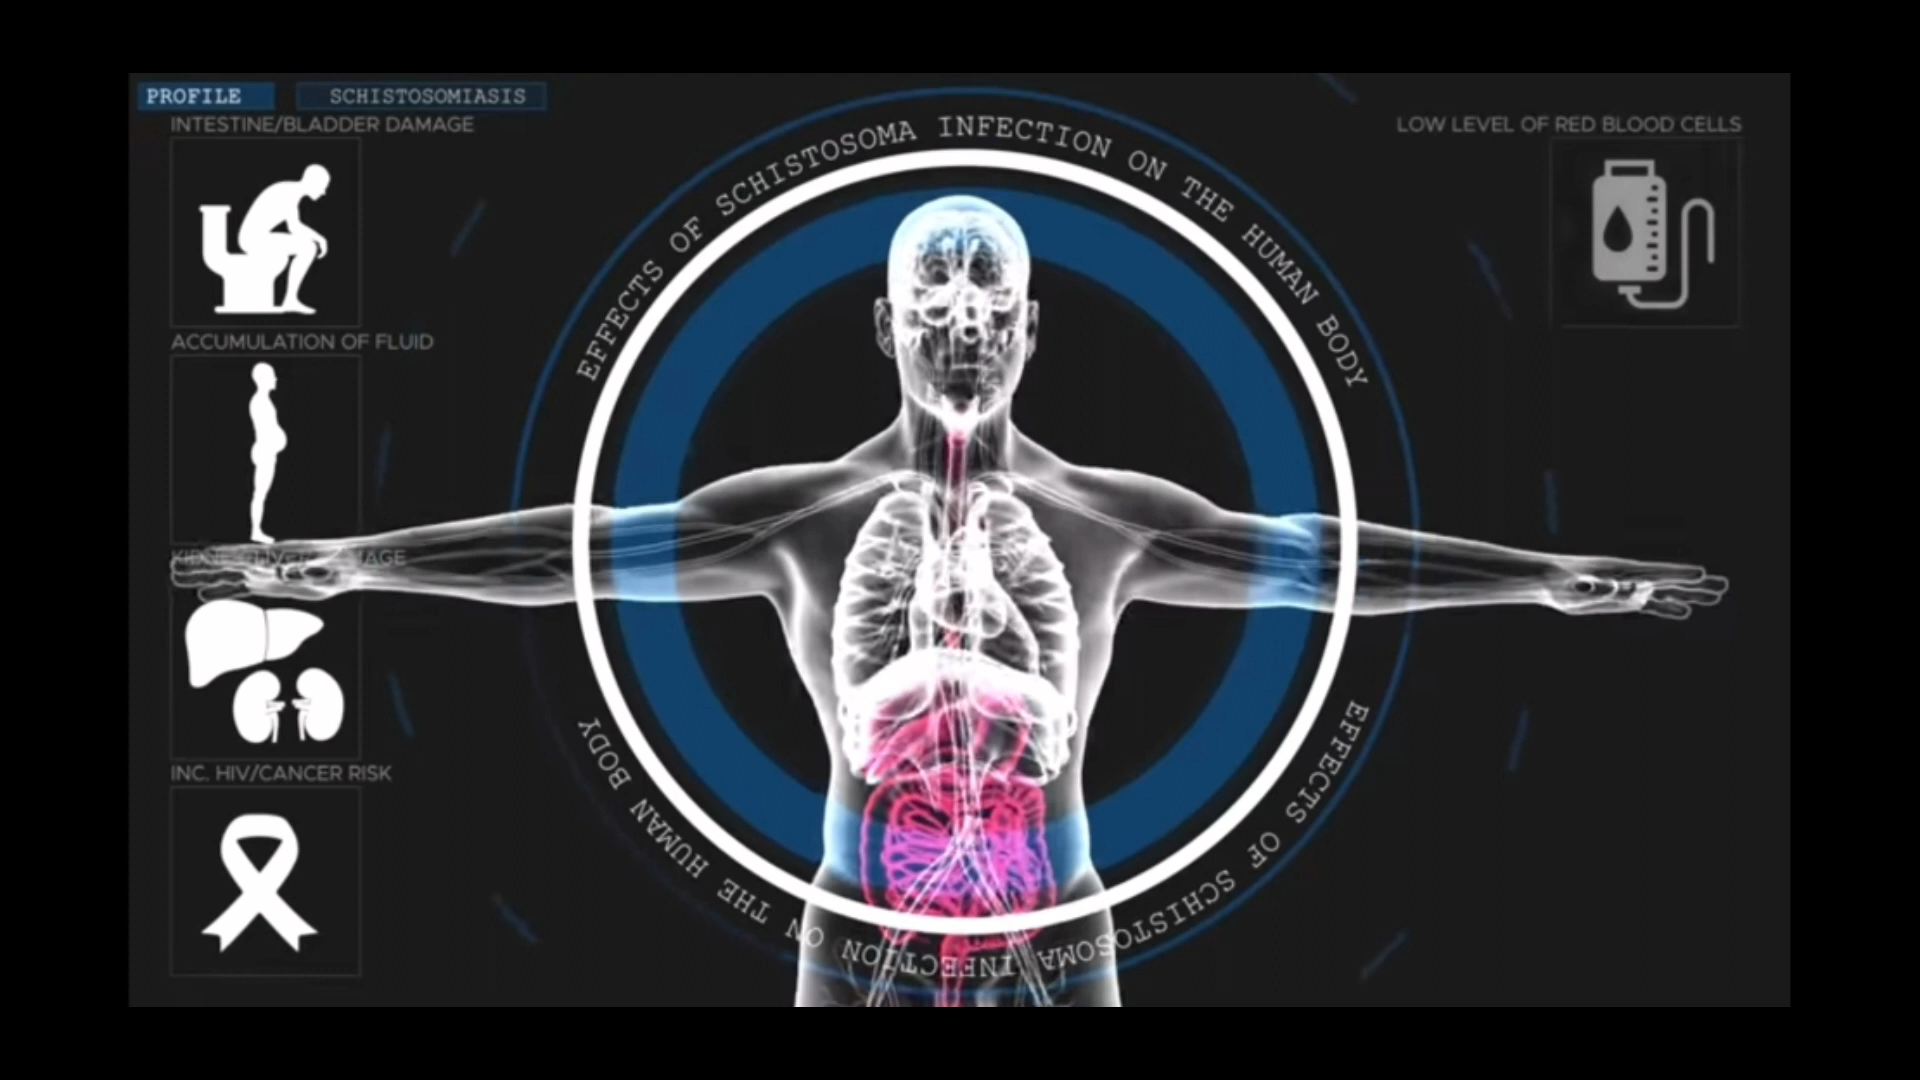 PROFILE
SCHISTOSOMIASIS
INTESTINE/BLADDER DAMAGE
LOW LEVEL OF RED BLOOD CELLS
EFFECTS OF SCHISTOSOMA INFECTION ON THE HUMAN BODY
ACCUMULATION OF FLUID
INC. HIV/CANCER RISK
EFFECTS OF SCHISTOSOMA INFECTION ON THE HUMAN BODY